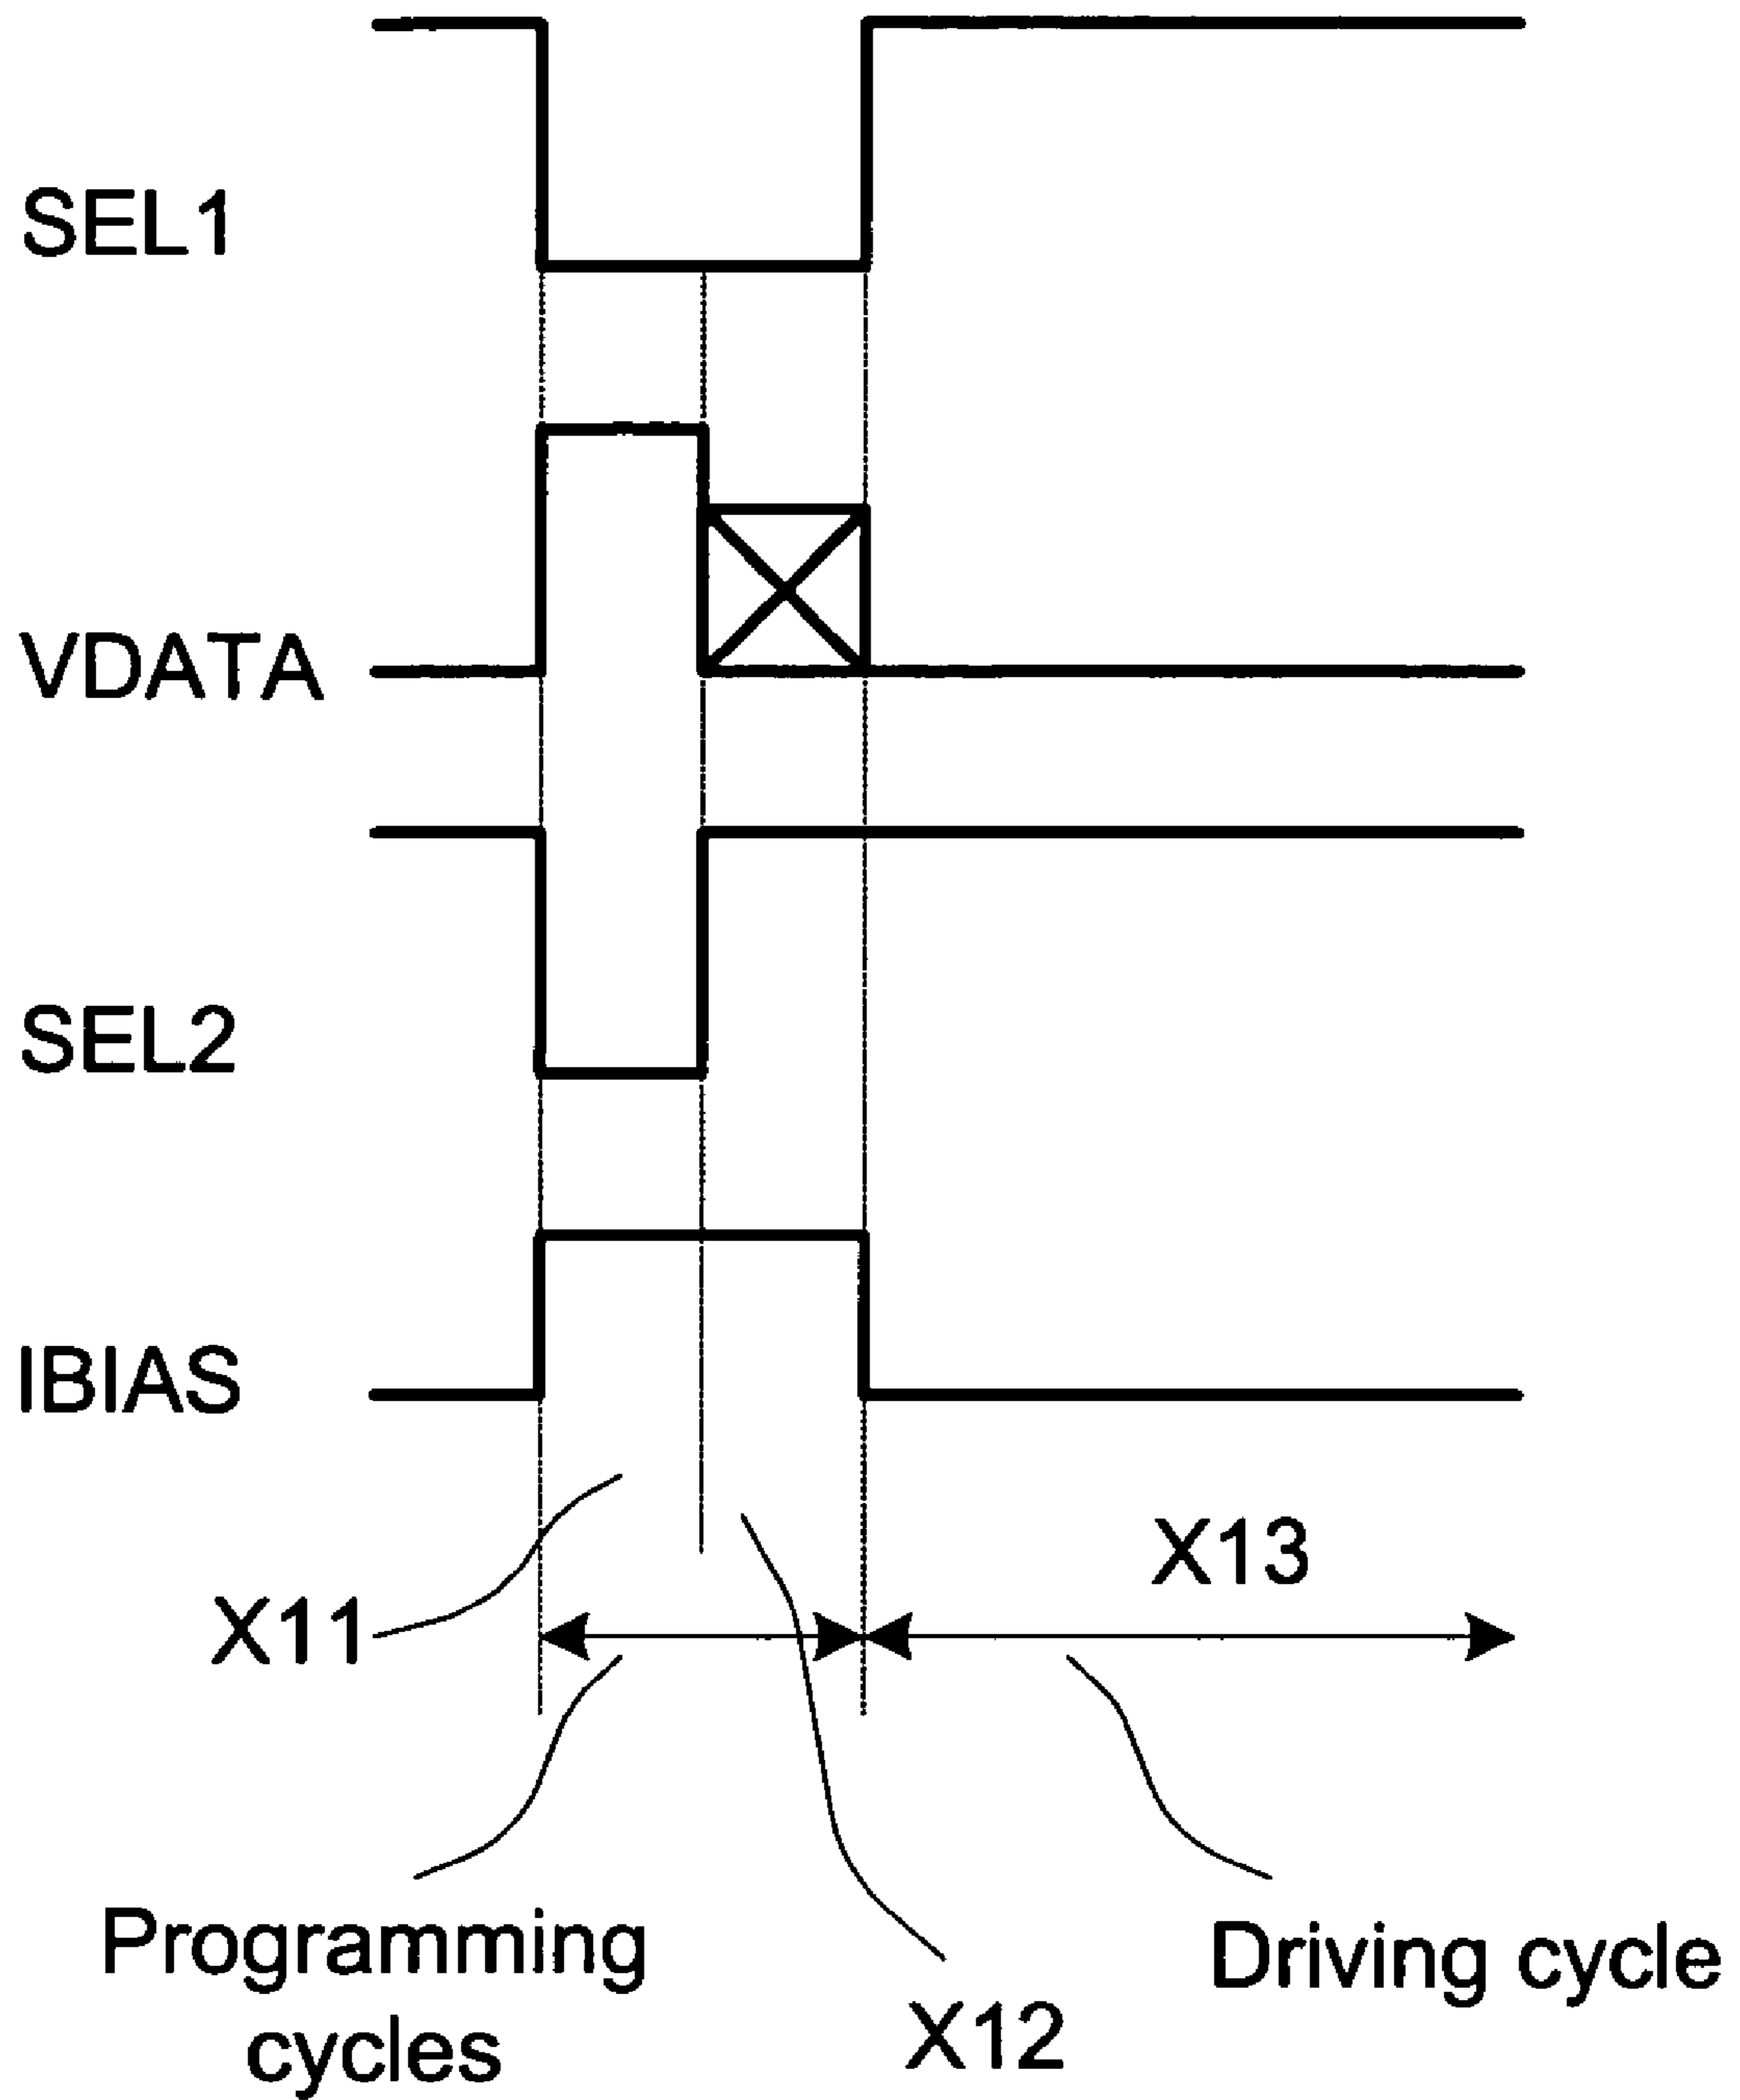 SEL1
VDATA
SEL2
IBIAS
X13
X11
Programming
cycles
Driving cycle
X12